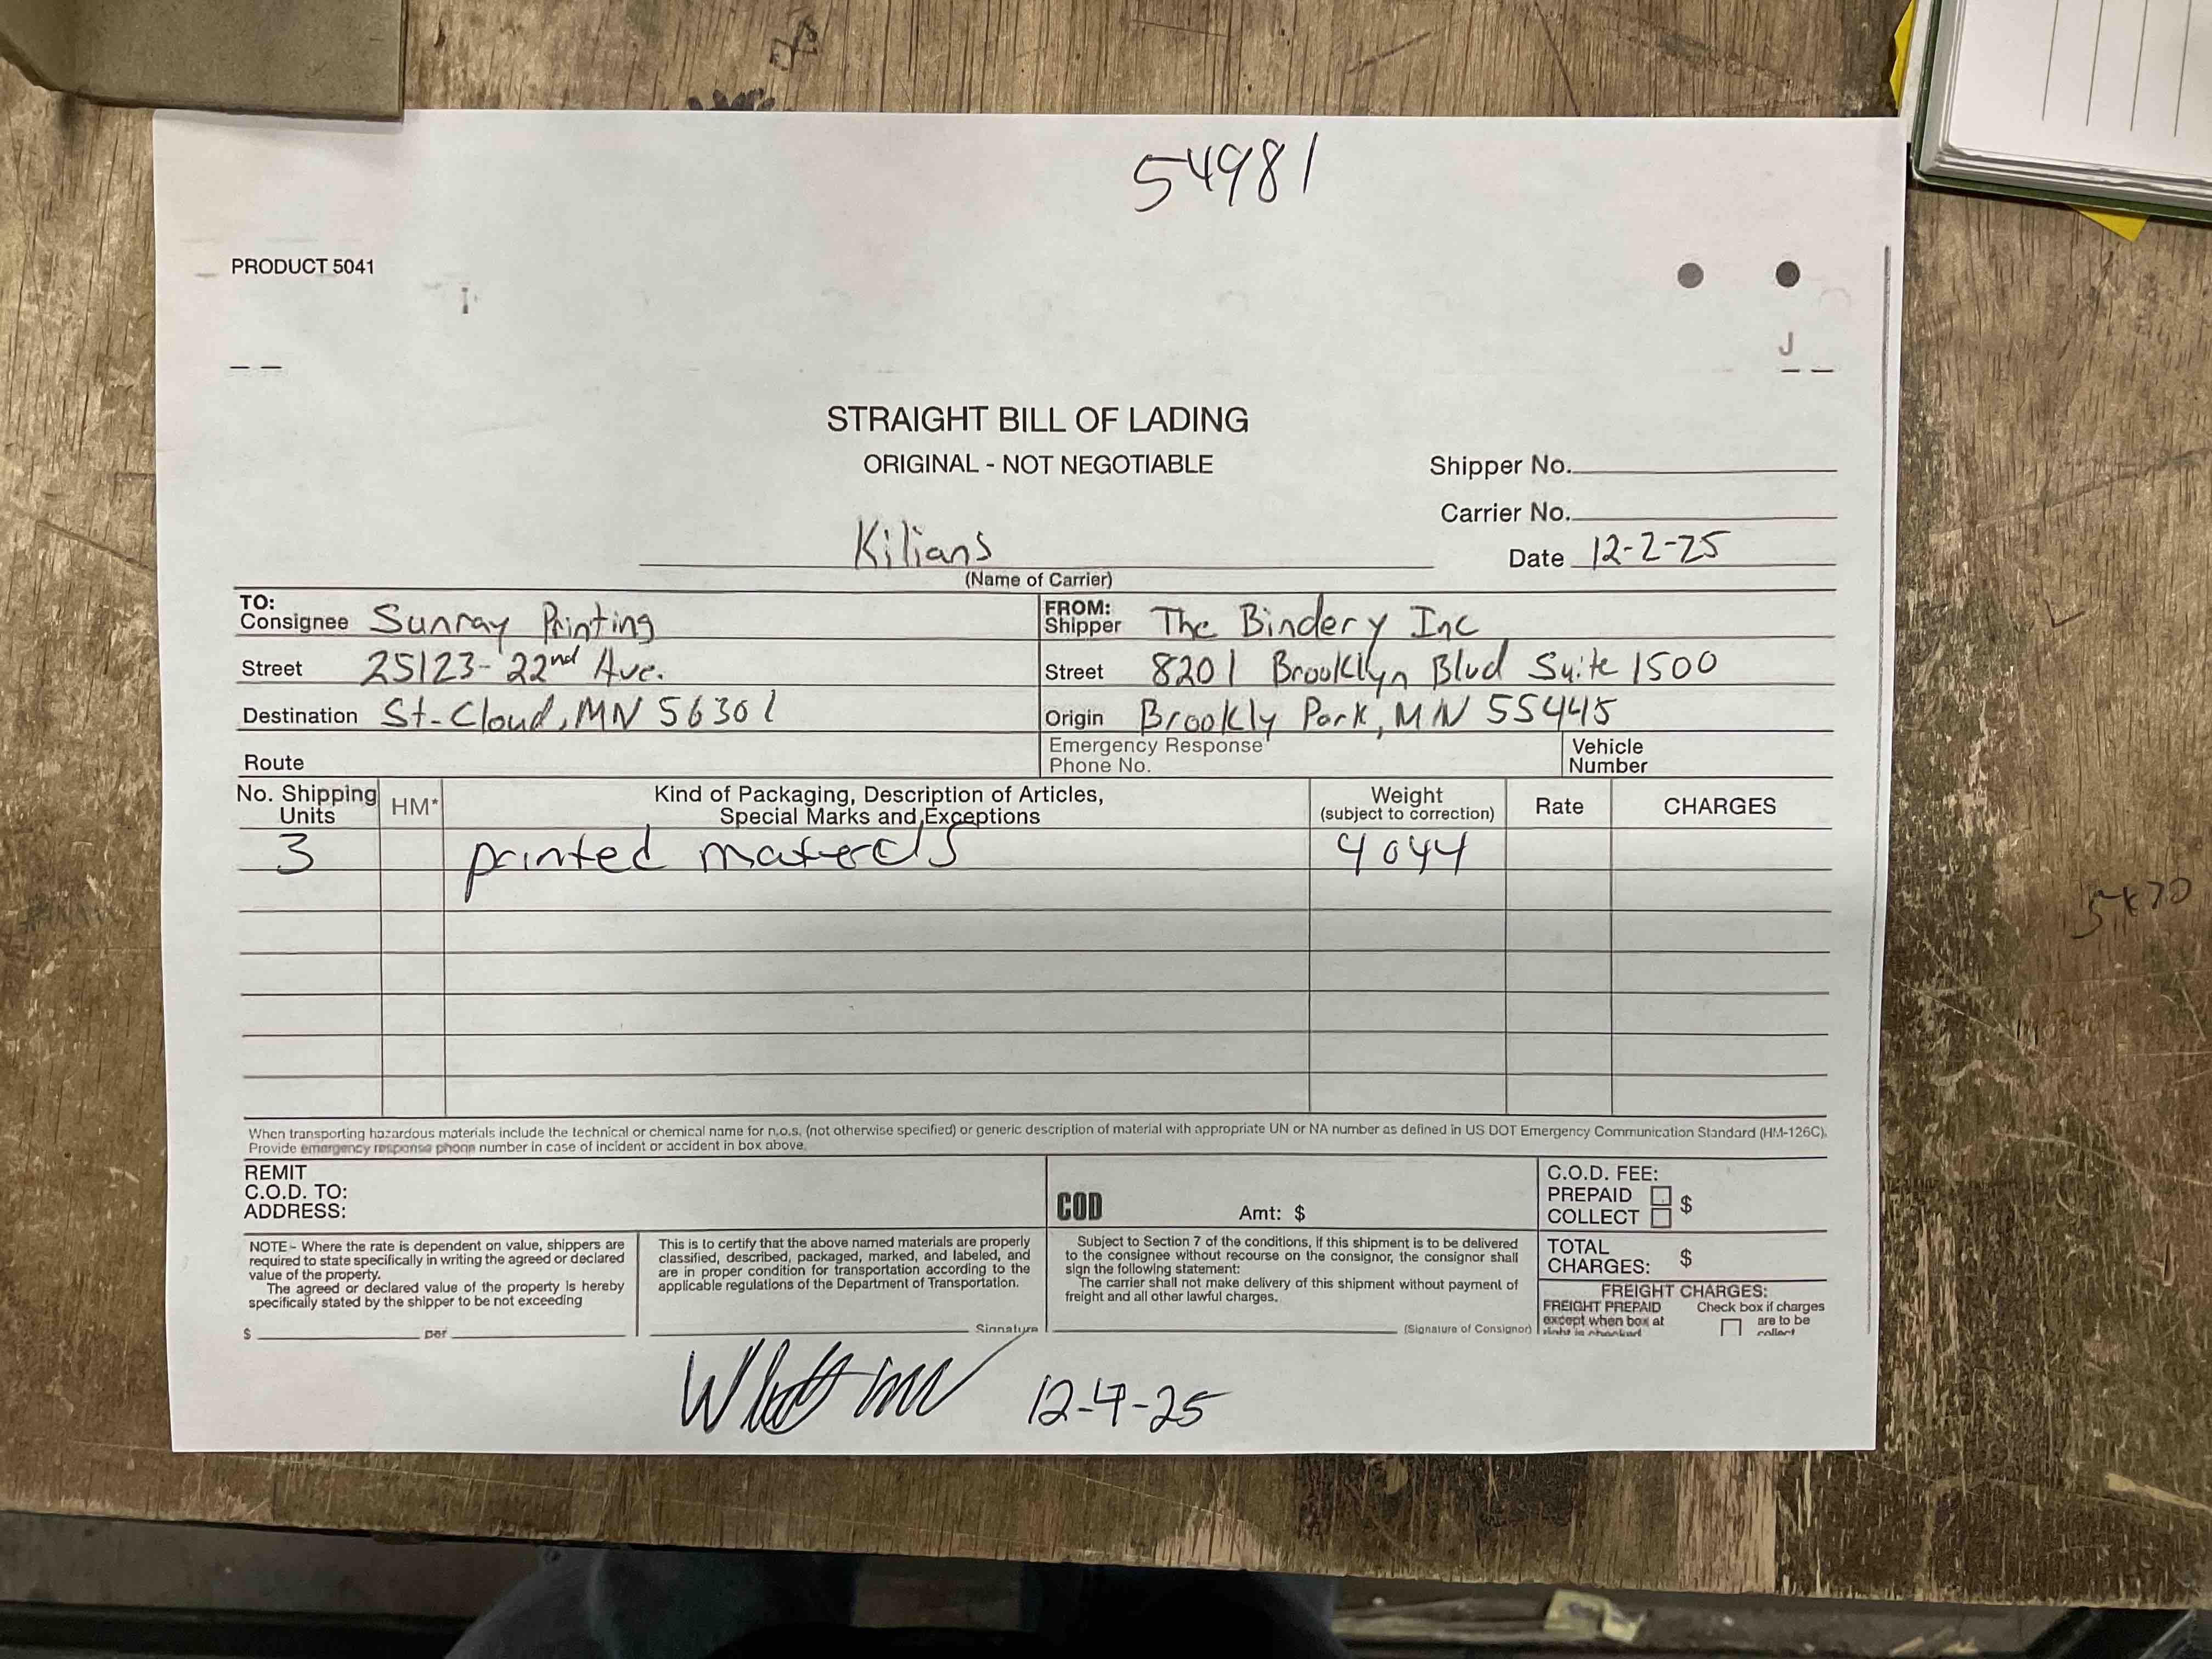 54981
PRODUCT 5041
J
STRAIGHT BILL OF LADING
ORIGINAL - NOT NEGOTIABLE
Shipper No.
Carrier No.
Kilians
Date 12-2-25
(Name of Carrier)
TO:
Consignee Sunray Printing
FROM:
Shipper The Bindery Inc
Street 25123-22nd Ave.
Street 8201 Brooklyn Blvd Suite 1500
Destination St-Cloud, MN 56301
Origin Brookly Park, MN 55445
Route
Emergency Response
Phone No.
Vehicle
Number
No. Shipping
Units
HM*
Kind of Packaging, Description of Articles,
Special Marks and Exceptions
Weight
(subject to correction)
Rate
CHARGES
3 printed materils 4044
5x70
When transporting hazardous materials include the technical or chemical name for n.o.s. (not otherwise specified) or generic description of material with appropriate UN or NA number as defined in US DOT Emergency Communication Standard (HM-126C).
Provide emergency response phone number in case of incident or accident in box above.
REMIT
C.O.D. TO:
ADDRESS:
COD
Amt: $
C.O.D. FEE:
PREPAID $
COLLECT
NOTE - Where the rate is dependent on value, shippers are
required to state specifically in writing the agreed or declared
value of the property.
The agreed or declared value of the property is hereby
specifically stated by the shipper to be not exceeding
$ per
This is to certify that the above named materials are properly
classified, described, packaged, marked, and labeled, and
are in proper condition for transportation according to the
applicable regulations of the Department of Transportation.
Signature
Subject to Section 7 of the conditions, if this shipment is to be delivered
to the consignee without recourse on the consignor, the consignor shall
sign the following statement:
The carrier shall not make delivery of this shipment without payment of
freight and all other lawful charges.
(Signature of Consignor)
TOTAL
CHARGES: $
FREIGHT CHARGES:
FREIGHT PREPAID
except when box at
right is checked
Check box if charges
are to be
collect
12-4-25